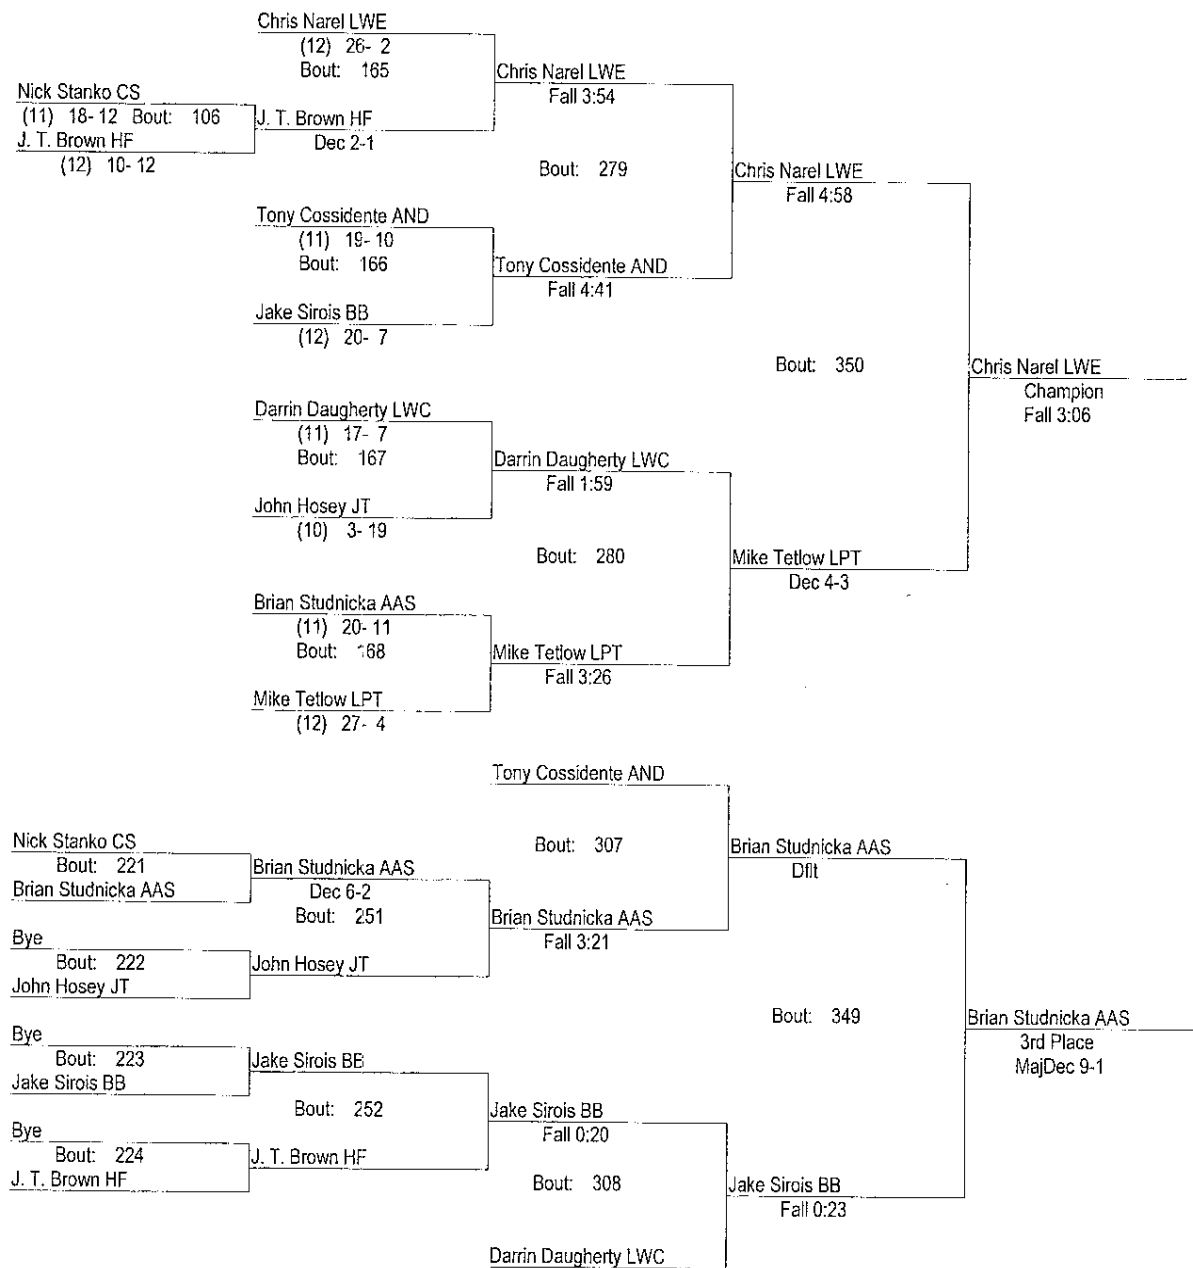 Chris Narel LWE
(12) 26- 2
Bout: 165
Chris Narel LWE
Fall 3:54
Nick Stanko CS
(11) 18- 12 Bout: 106
J. T. Brown HF
(12) 10- 12
J. T. Brown HF
Dec 2-1
Bout: 279
Chris Narel LWE
Fall 4:58
Tony Cossidente AND
(11) 19- 10
Bout: 166
Tony Cossidente AND
Fall 4:41
Jake Sirois BB
(12) 20- 7
Bout: 350
Chris Narel LWE
Champion
Fall 3:06
Darrin Daugherty LWC
(11) 17- 7
Bout: 167
Darrin Daugherty LWC
Fall 1:59
John Hosey JT
(10) 3- 19
Bout: 280
Mike Tetlow LPT
Dec 4-3
Brian Studnicka AAS
(11) 20- 11
Bout: 168
Mike Tetlow LPT
Fall 3:26
Mike Tetlow LPT
(12) 27- 4
Tony Cossidente AND
Nick Stanko CS
Bout: 221
Brian Studnicka AAS
Brian Studnicka AAS
Dec 6-2
Bout: 251
Bout: 307
Brian Studnicka AAS
Dflt
Brian Studnicka AAS
Fall 3:21
Bye
Bout: 222
John Hosey JT
John Hosey JT
Bout: 349
Brian Studnicka AAS
3rd Place
MajDec 9-1
Bye
Bout: 223
Jake Sirois BB
Jake Sirois BB
Bout: 252
Jake Sirois BB
Fall 0:20
Bye
Bout: 224
J. T. Brown HF
J. T. Brown HF
Bout: 308
Jake Sirois BB
Fall 0:23
Darrin Daugherty LWC